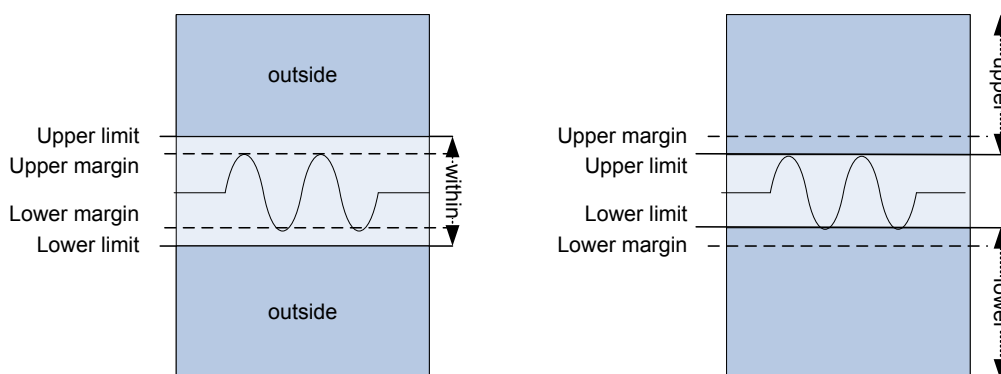 outside
Upper limit
Upper margin
Lower margin
Lower limit
within
outside
Upper margin
Upper limit
Lower limit
Lower margin
upper
lower